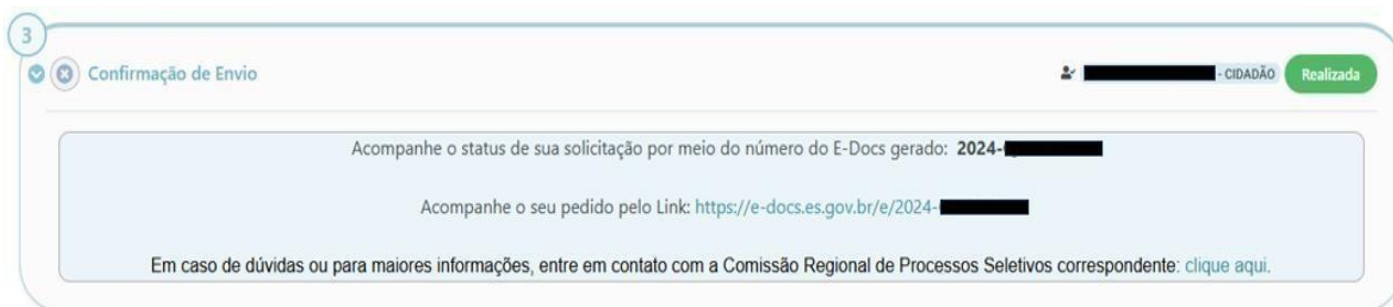 3
Confirmação de Envio
- CIDADÃO
Realizada
Acompanhe o status de sua solicitação por meio do número do E-Docs gerado: 2024-
Acompanhe o seu pedido pelo Link: https://e-docs.es.gov.br/e/2024-
Em caso de dúvidas ou para maiores informações, entre em contato com a Comissão Regional de Processos Seletivos correspondente: clique aqui.